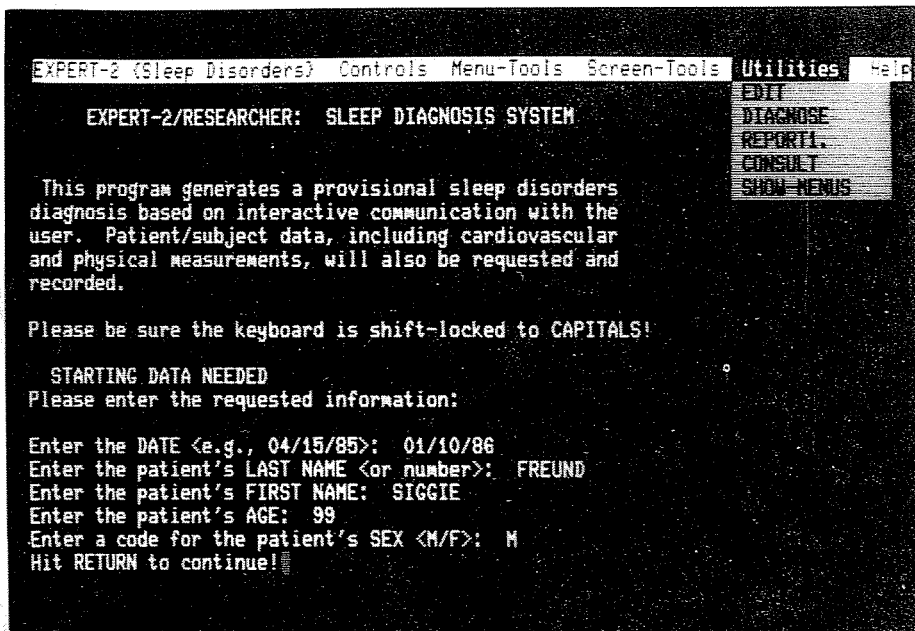 EXPERT-2 {Sleep Disorders} Controls Menu-Tools Screen-Tools Utilities Help
EDIT
DIAGNOSE
REPORT1.
CONSULT
SHOW-MENUS
EXPERT-2/RESEARCHER: SLEEP DIAGNOSIS SYSTEM
This program generates a provisional sleep disorders
diagnosis based on interactive communication with the
user. Patient/subject data, including cardiovascular
and physical measurements, will also be requested and
recorded.
Please be sure the keyboard is shift-locked to CAPITALS!
STARTING DATA NEEDED
Please enter the requested information:
Enter the DATE <e.g., 04/15/85>: 01/10/86
Enter the patient's LAST NAME <or number>: FREUND
Enter the patient's FIRST NAME: SIGGIE
Enter the patient's AGE: 99
Enter a code for the patient's SEX <M/F>: M
Hit RETURN to continue!